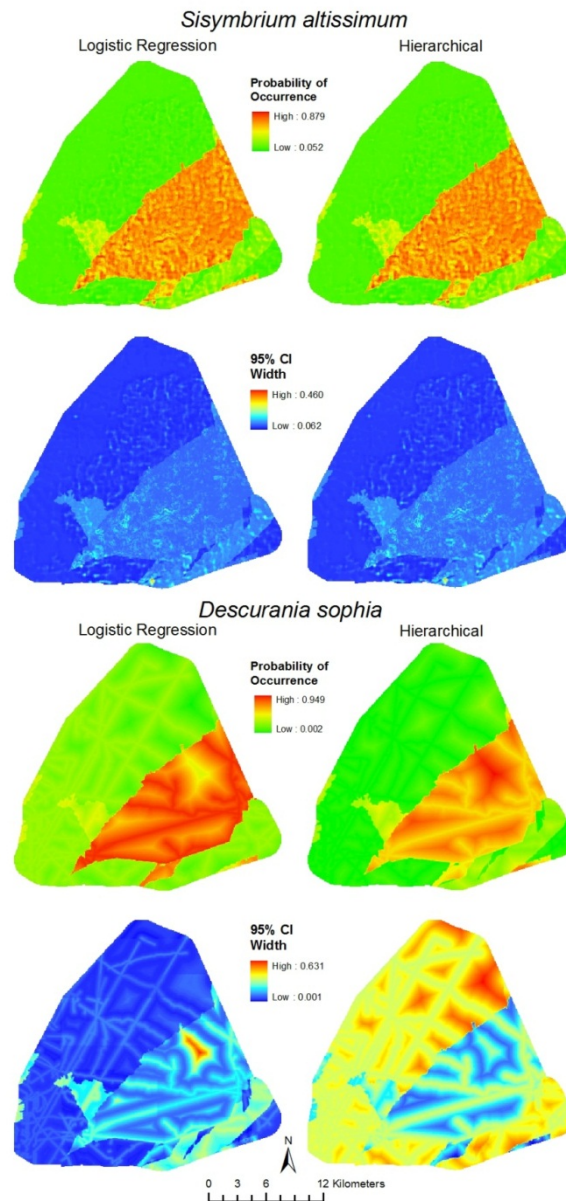 Sisymbrium altissimum
Logistic Regression
Hierarchical
Probability of
Occurrence
High : 0.879
Low : 0.052
95% CI
Width
High : 0.460
Low : 0.062
Descurania sophia
Logistic Regression
Hierarchical
Probability of
Occurrence
High : 0.949
Low : 0.002
95% CI
Width
High : 0.631
Low : 0.001
N
0 3 6 12 Kilometers